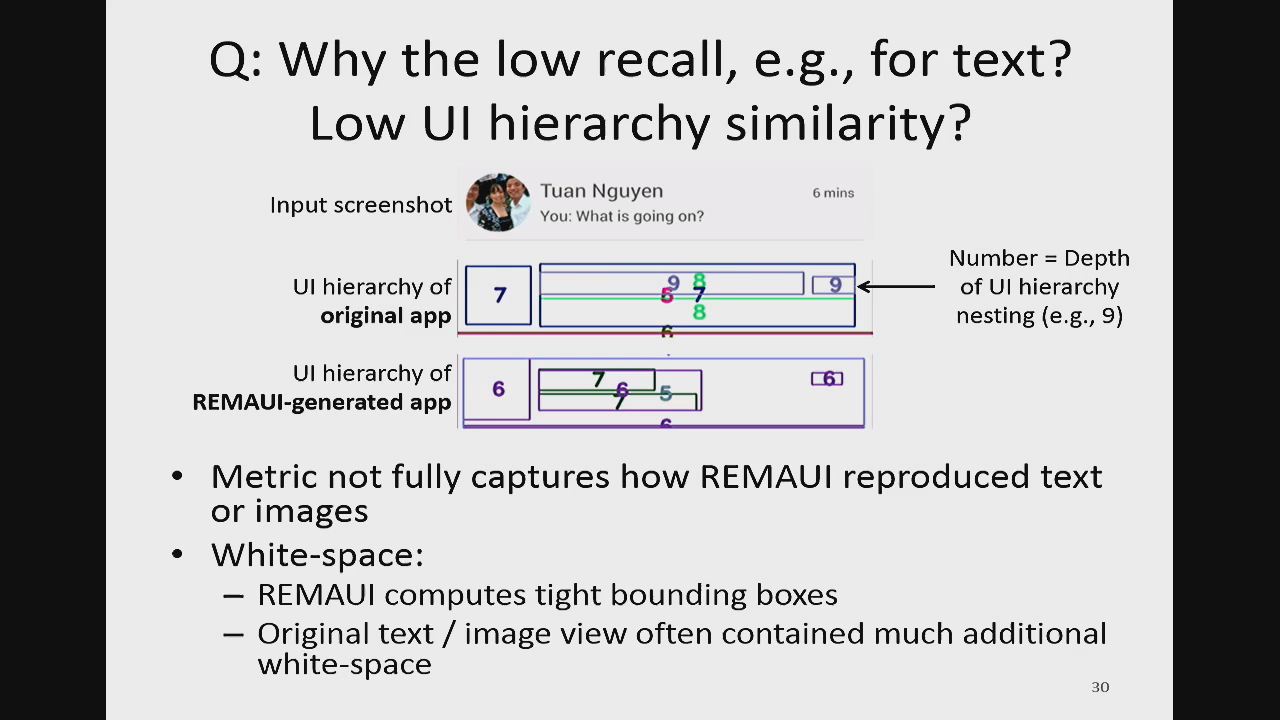 Q: Why the low recall, e.g., for text?
Low UI hierarchy similarity?
Input screenshot
Tuan Nguyen
6 mins
You: What is going on?
UI hierarchy of
original app
7
9
8
5
7
8
6
9
Number = Depth
of UI hierarchy
nesting (e.g., 9)
UI hierarchy of
REMAUI-generated app
6
7
6
7
5
6
6
• Metric not fully captures how REMAUI reproduced text
or images
• White-space:
– REMAUI computes tight bounding boxes
– Original text / image view often contained much additional
white-space
30